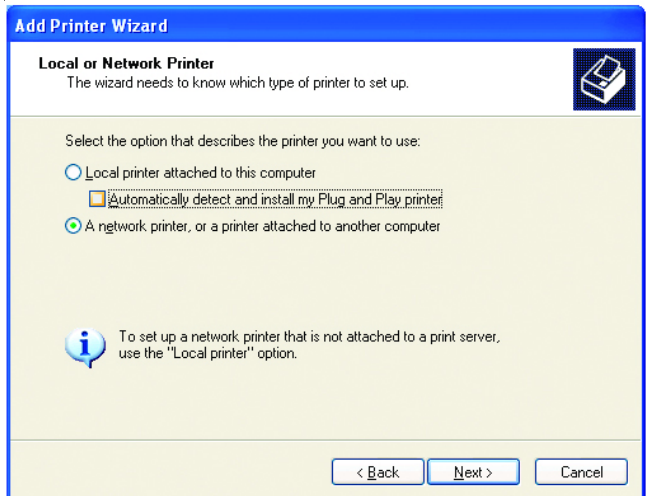 Add Printer Wizard
Local or Network Printer
The wizard needs to know which type of printer to set up.
Select the option that describes the printer you want to use:
Local printer attached to this computer
Automatically detect and install my Plug and Play printer
A network printer, or a printer attached to another computer
To set up a network printer that is not attached to a print server,
use the "Local printer" option.
< Back
Next >
Cancel